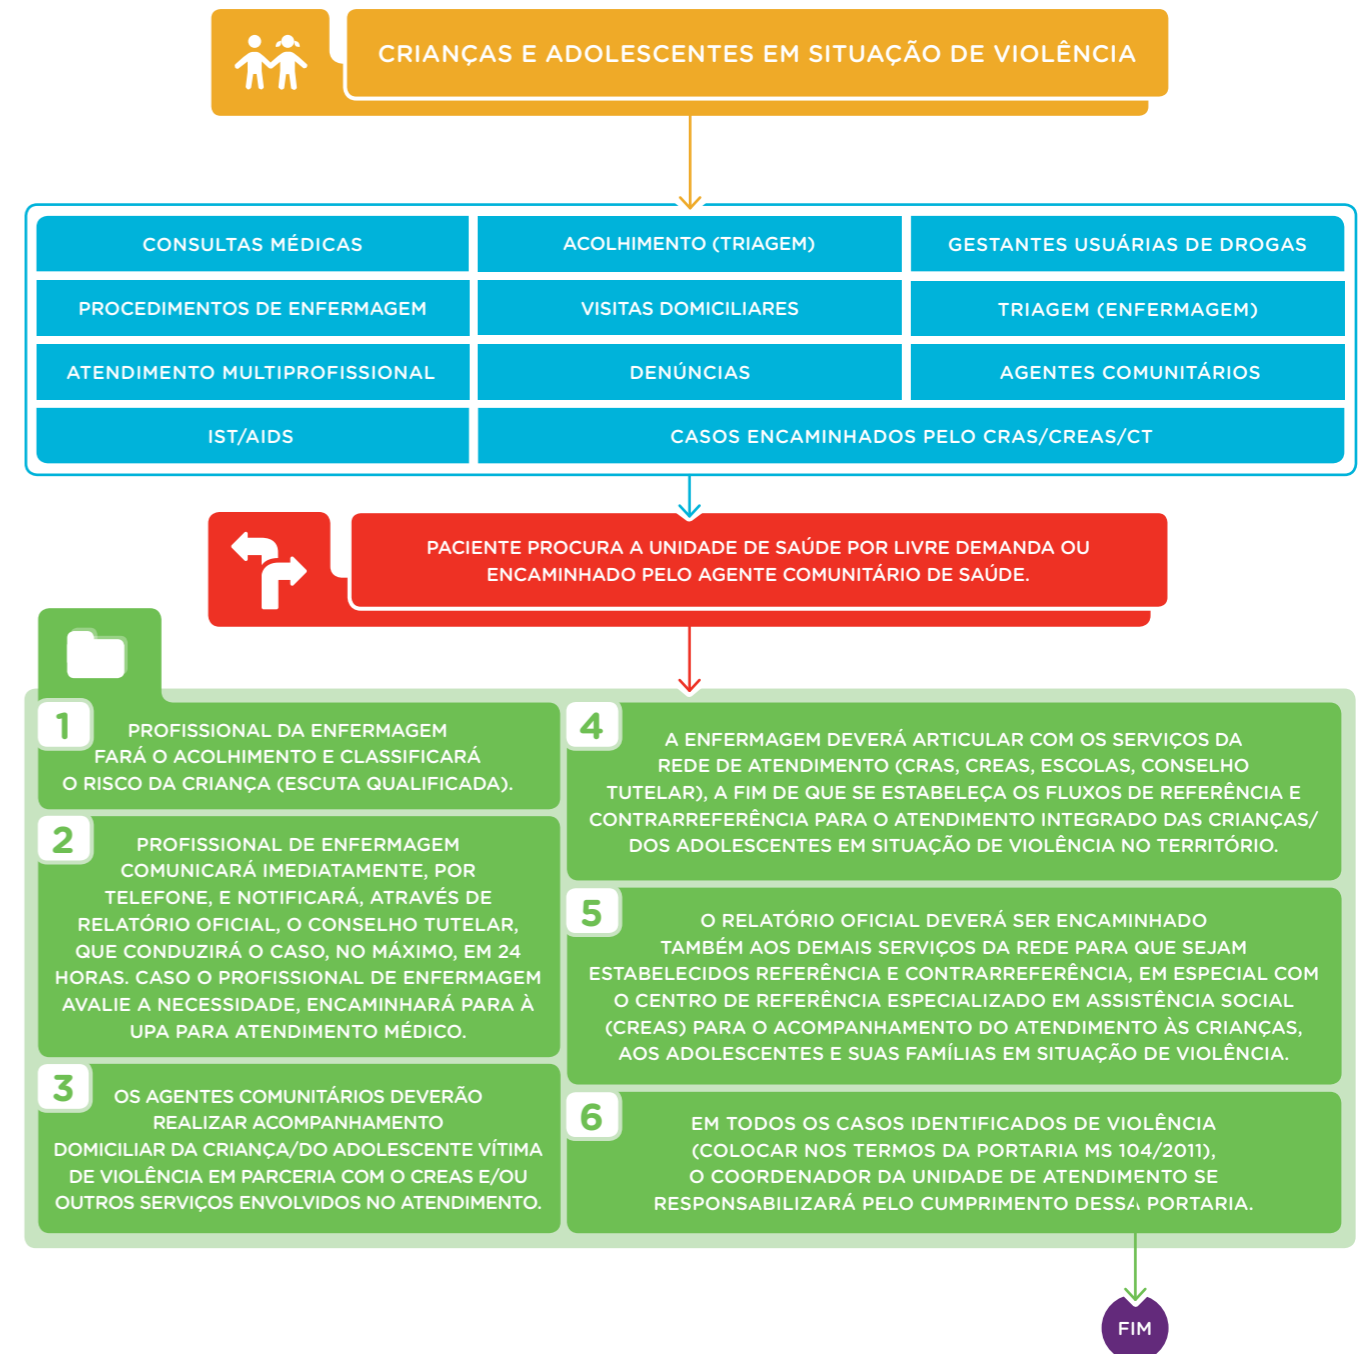 CRIANÇAS E ADOLESCENTES EM SITUAÇÃO DE VIOLÊNCIA
CONSULTAS MÉDICAS
ACOLHIMENTO (TRIAGEM)
GESTANTES USUÁRIAS DE DROGAS
PROCEDIMENTOS DE ENFERMAGEM
VISITAS DOMICILIARES
TRIAGEM (ENFERMAGEM)
ATENDIMENTO MULTIPROFISSIONAL
DENÚNCIAS
AGENTES COMUNITÁRIOS
IST/AIDS
CASOS ENCAMINHADOS PELO CRAS/CREAS/CT
PACIENTE PROCURA A UNIDADE DE SAÚDE POR LIVRE DEMANDA OU
ENCAMINHADO PELO AGENTE COMUNITÁRIO DE SAÚDE.
1
PROFISSIONAL DA ENFERMAGEM
FARÁ O ACOLHIMENTO E CLASSIFICARÁ
O RISCO DA CRIANÇA (ESCUTA QUALIFICADA).
2
PROFISSIONAL DE ENFERMAGEM
COMUNICARÁ IMEDIATAMENTE, POR
TELEFONE, E NOTIFICARÁ, ATRAVÉS DE
RELATÓRIO OFICIAL, O CONSELHO TUTELAR,
QUE CONDUZIRÁ O CASO, NO MÁXIMO, EM 24
HORAS. CASO O PROFISSIONAL DE ENFERMAGEM
AVALIE A NECESSIDADE, ENCAMINHARÁ PARA À
UPA PARA ATENDIMENTO MÉDICO.
3
OS AGENTES COMUNITÁRIOS DEVERÃO
REALIZAR ACOMPANHAMENTO
DOMICILIAR DA CRIANÇA/DO ADOLESCENTE VÍTIMA
DE VIOLÊNCIA EM PARCERIA COM O CREAS E/OU
OUTROS SERVIÇOS ENVOLVIDOS NO ATENDIMENTO.
4
A ENFERMAGEM DEVERÁ ARTICULAR COM OS SERVIÇOS DA
REDE DE ATENDIMENTO (CRAS, CREAS, ESCOLAS, CONSELHO
TUTELAR), A FIM DE QUE SE ESTABELEÇA OS FLUXOS DE REFERÊNCIA E
CONTRARREFERÊNCIA PARA O ATENDIMENTO INTEGRADO DAS CRIANÇAS/
DOS ADOLESCENTES EM SITUAÇÃO DE VIOLÊNCIA NO TERRITÓRIO.
5
O RELATÓRIO OFICIAL DEVERÁ SER ENCAMINHADO
TAMBÉM AOS DEMAIS SERVIÇOS DA REDE PARA QUE SEJAM
ESTABELECIDOS REFERÊNCIA E CONTRARREFERÊNCIA, EM ESPECIAL COM
O CENTRO DE REFERÊNCIA ESPECIALIZADO EM ASSISTÊNCIA SOCIAL
(CREAS) PARA O ACOMPANHAMENTO DO ATENDIMENTO ÀS CRIANÇAS,
AOS ADOLESCENTES E SUAS FAMÍLIAS EM SITUAÇÃO DE VIOLÊNCIA.
6
EM TODOS OS CASOS IDENTIFICADOS DE VIOLÊNCIA
(COLOCAR NOS TERMOS DA PORTARIA MS 104/2011),
O COORDENADOR DA UNIDADE DE ATENDIMENTO SE
RESPONSABILIZARÁ PELO CUMPRIMENTO DESSA PORTARIA.
FIM